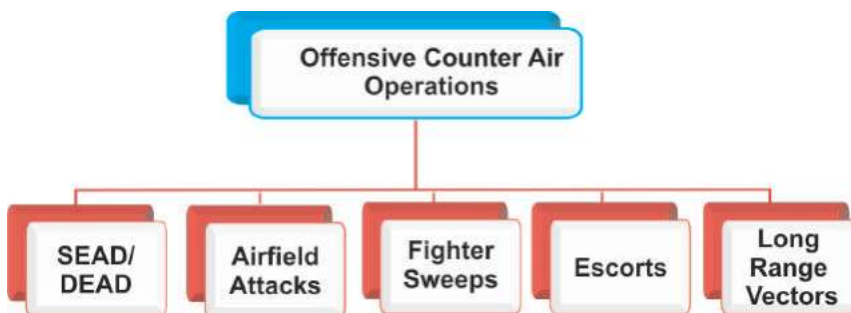 Offensive Counter Air
Operations
SEAD/
DEAD
Airfield
Attacks
Fighter
Sweeps
Escorts
Long
Range
Vectors